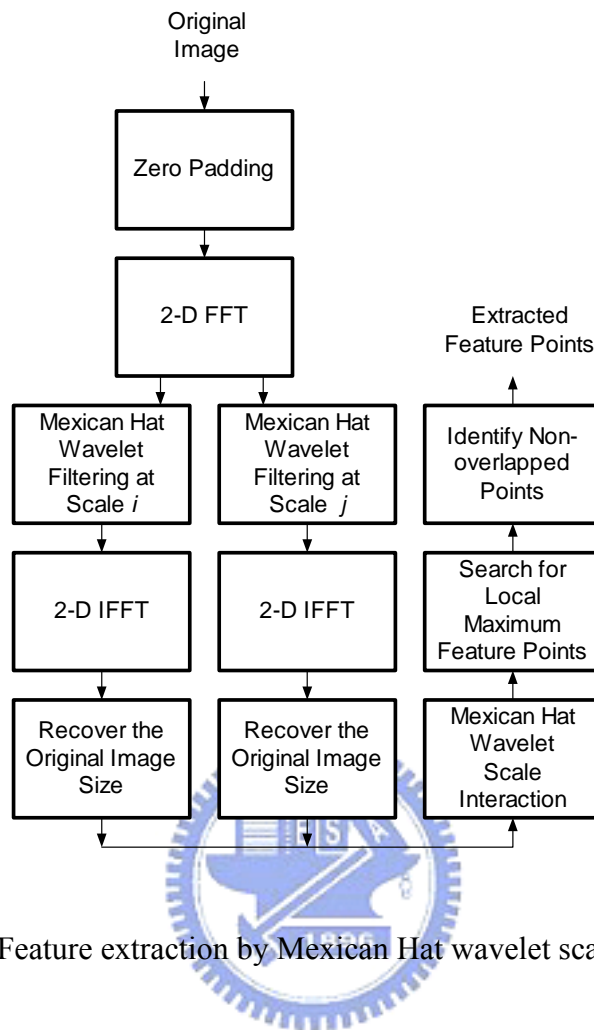 Original
Image
Zero Padding
2-D FFT
Mexican Hat
Wavelet
Filtering at
Scale i
Mexican Hat
Wavelet
Filtering at
Scale j
2-D IFFT
2-D IFFT
Recover the
Original Image
Size
Recover the
Original Image
Size
Extracted
Feature Points
Identify Non-
overlapped
Points
Search for
Local
Maximum
Feature Points
Mexican Hat
Wavelet
Scale
Interaction
E S A
1896
Feature extraction by Mexican Hat wavelet